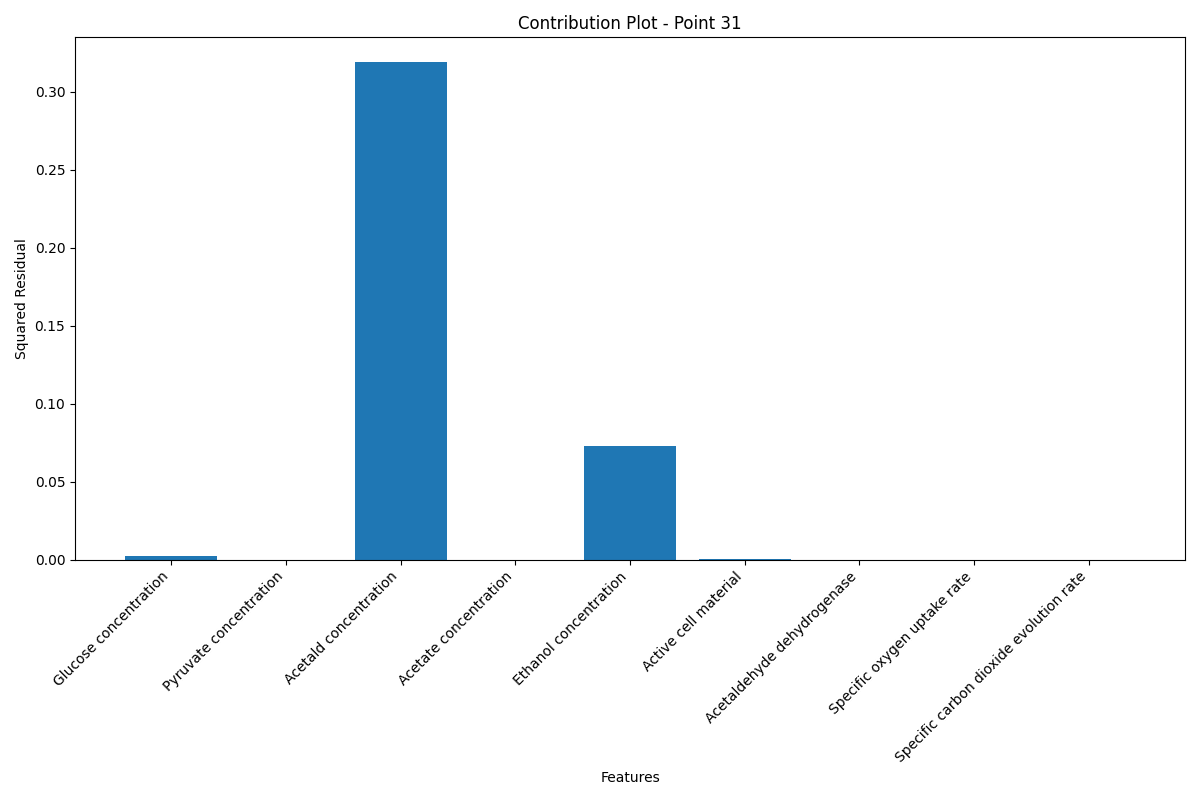 Contribution Plot - Point 31
Squared Residual
0.30
0.25
0.20
0.15
0.10
0.05
0.00
Glucose concentration
Pyruvate concentration
Acetald concentration
Acetate concentration
Ethanol concentration
Active cell material
Acetaldehyde dehydrogenase
Specific oxygen uptake rate
Specific carbon dioxide evolution rate
Features